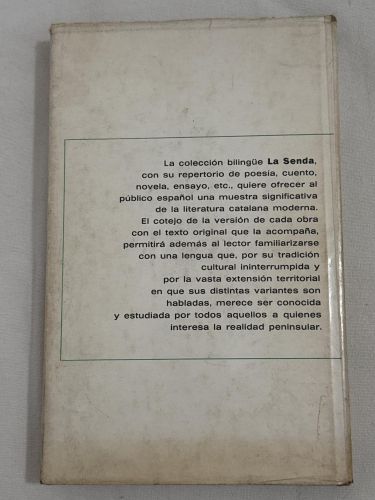 La colección bilingüe La Senda,
con su repertorio de poesía, cuento,
novela, ensayo, etc., quiere ofrecer al
público español una muestra significativa
de la literatura catalana moderna.
El cotejo de la versión de cada obra
con el texto original que la acompaña,
permitirá además al lector familiarizarse
con una lengua que, por su tradición
cultural ininterrumpida y
por la vasta extensión territorial
en que sus distintas variantes son
habladas, merece ser conocida
y estudiada por todos aquellos a quienes
interesa la realidad peninsular.